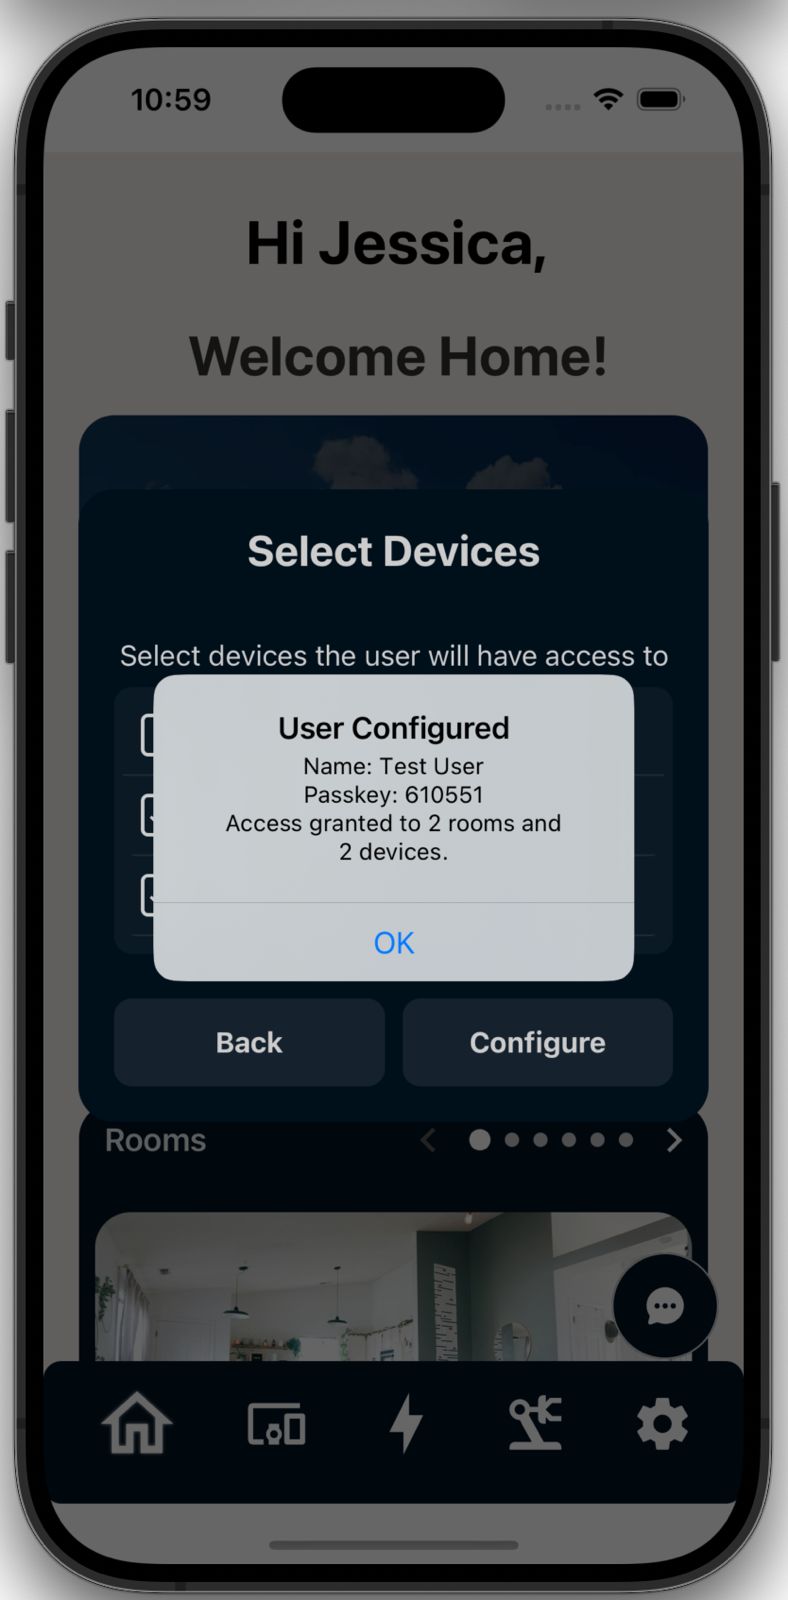 10:59
Hi Jessica,
Welcome Home!
Select Devices
Select devices the user will have access to
User Configured
Name: Test User
Passkey: 610551
Access granted to 2 rooms and
2 devices.
OK
Back
Configure
Rooms